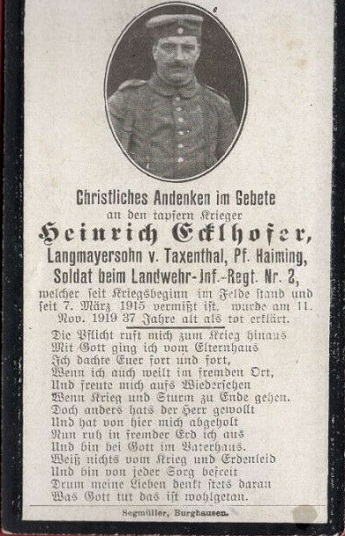 Christliches Andenken im Gebete
an den tapfern Krieger
Heinrich Ecklhofer,
Langmayersohn v. Taxenthal, Pf. Haiming,
Soldat beim Landwehr-Inf.-Regt. Nr. 2,
welcher seit Kriegsbeginn im Felde stand und
seit 7. März 1915 vermißt ist, wurde am 11.
Nov. 1919 37 Jahre alt als tot erklärt.
Die Pflicht ruft mich zum Krieg hinaus
Mit Gott ging ich vom Elternhaus
Ich dachte Euer fort und fort,
Wenn ich auch weilt im fremden Ort,
Und freute mich aufs Wiedersehen
Wenn Krieg und Sturm zu Ende gehen.
Doch anders hats der Herr gewollt
Und hat von hier mich abgeholt
Nun ruh in fremder Erd ich aus
Und bin bei Gott im Vaterhaus.
Weiß nichts vom Krieg und Erdenleid
Und bin von jeder Sorg befreit
Drum meine Lieben denkt stets daran
Was Gott tut das ist wohlgetan.
Segmüller, Burghausen.